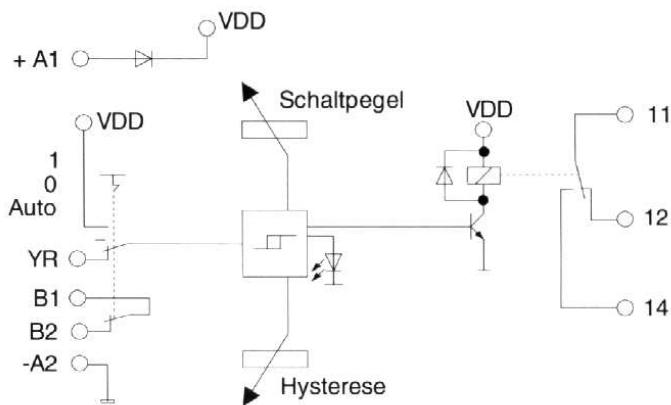 VDD
+ A1
Schaltpegel
VDD
VDD
11
1
0
Auto
12
YR
B1
B2
14
-A2
Hysterese